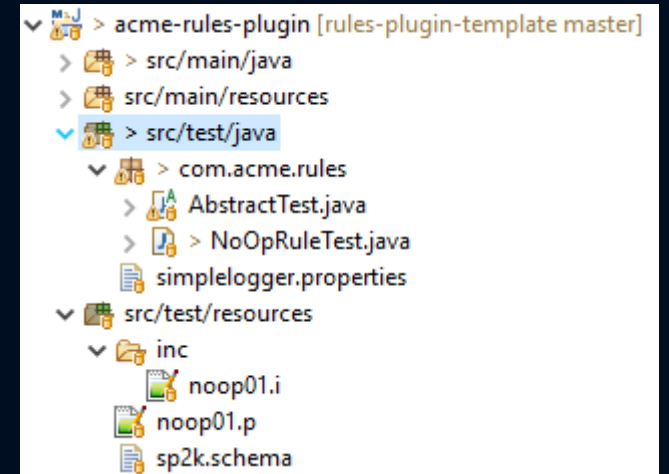 > acme-rules-plugin [rules-plugin-template master]
> src/main/java
src/main/resources
> src/test/java
> com.acme.rules
AbstractTest.java
> NoOpRuleTest.java
simplelogger.properties
src/test/resources
inc
noop01.i
noop01.p
sp2k.schema